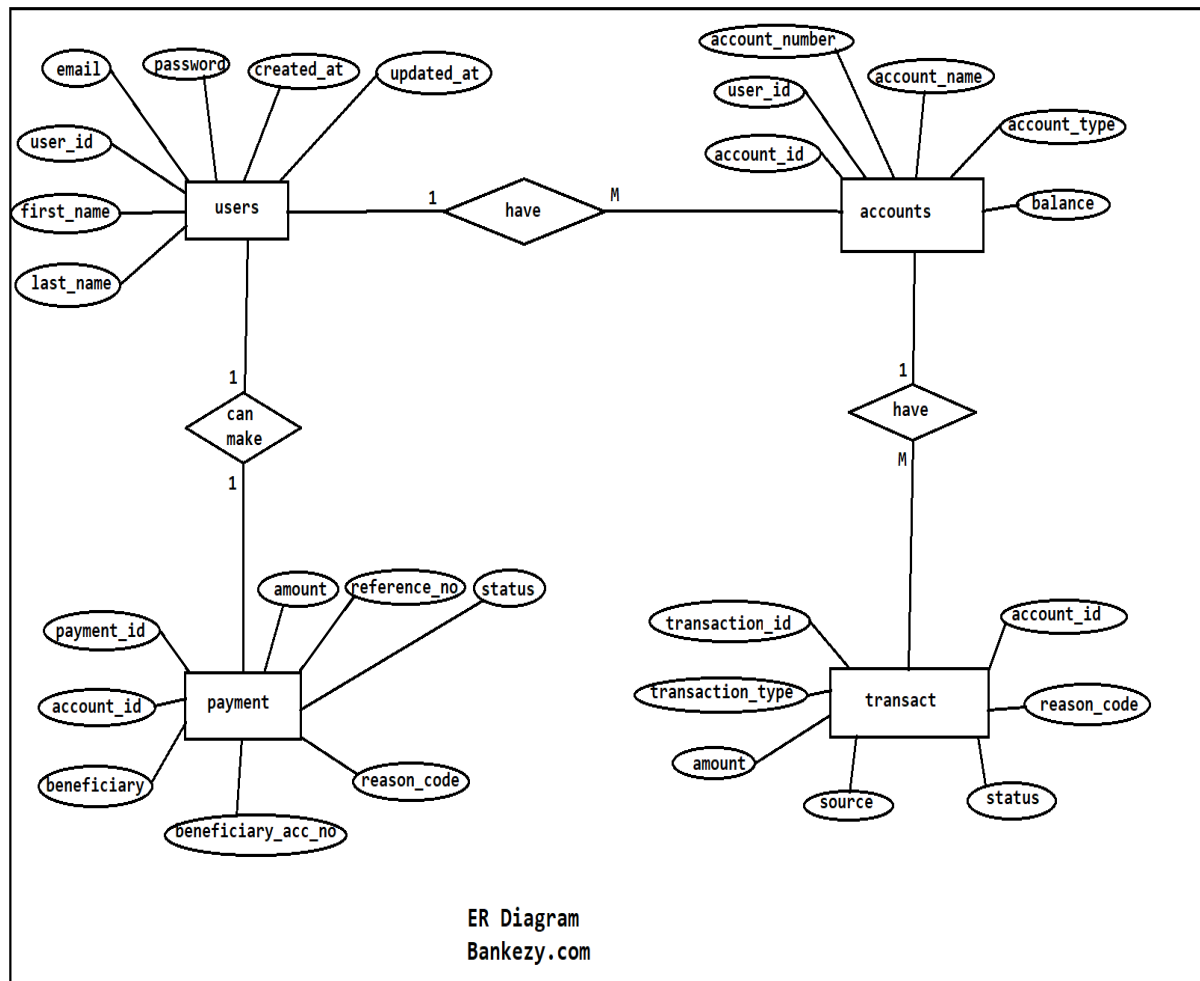 account_number
email
password
created_at
updated_at
account_name
user_id
account_type
user_id
account_id
first_name
users
1
have
M
accounts
balance
last_name
1
can
make
1
1
have
M
amount
reference_no
status
payment_id
account_id
payment
beneficiary
reason_code
beneficiary_acc_no
transaction_id
account_id
transaction_type
transact
reason_code
amount
source
status
ER Diagram
Bankezy.com